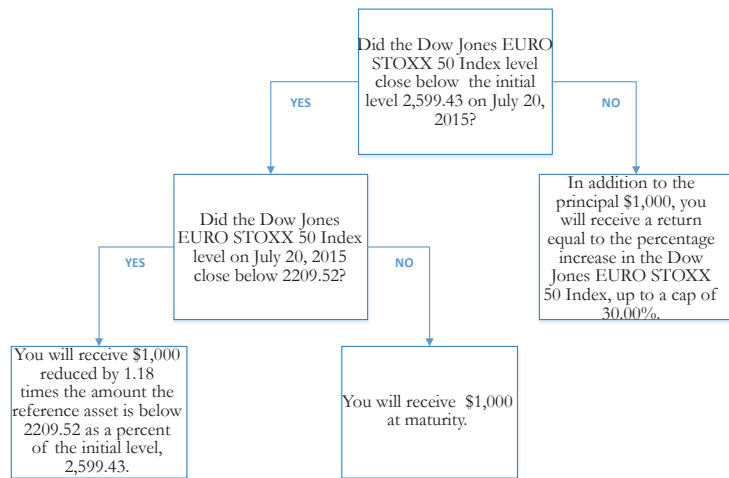 Did the Dow Jones EURO
STOXX 50 Index level
close below the initial
level 2,599.43 on July 20,
2015?
YES
NO
Did the Dow Jones
EURO STOXX 50 Index
level on July 20, 2015
close below 2209.52?
In addition to the
principal $1,000, you
will receive a return
equal to the percentage
increase in the Dow
Jones EURO STOXX
50 Index, up to a cap of
30.00%.
YES
NO
You will receive $1,000
reduced by 1.18
times the amount the
reference asset is below
2209.52 as a percent
of the initial level,
2,599.43.
You will receive $1,000
at maturity.